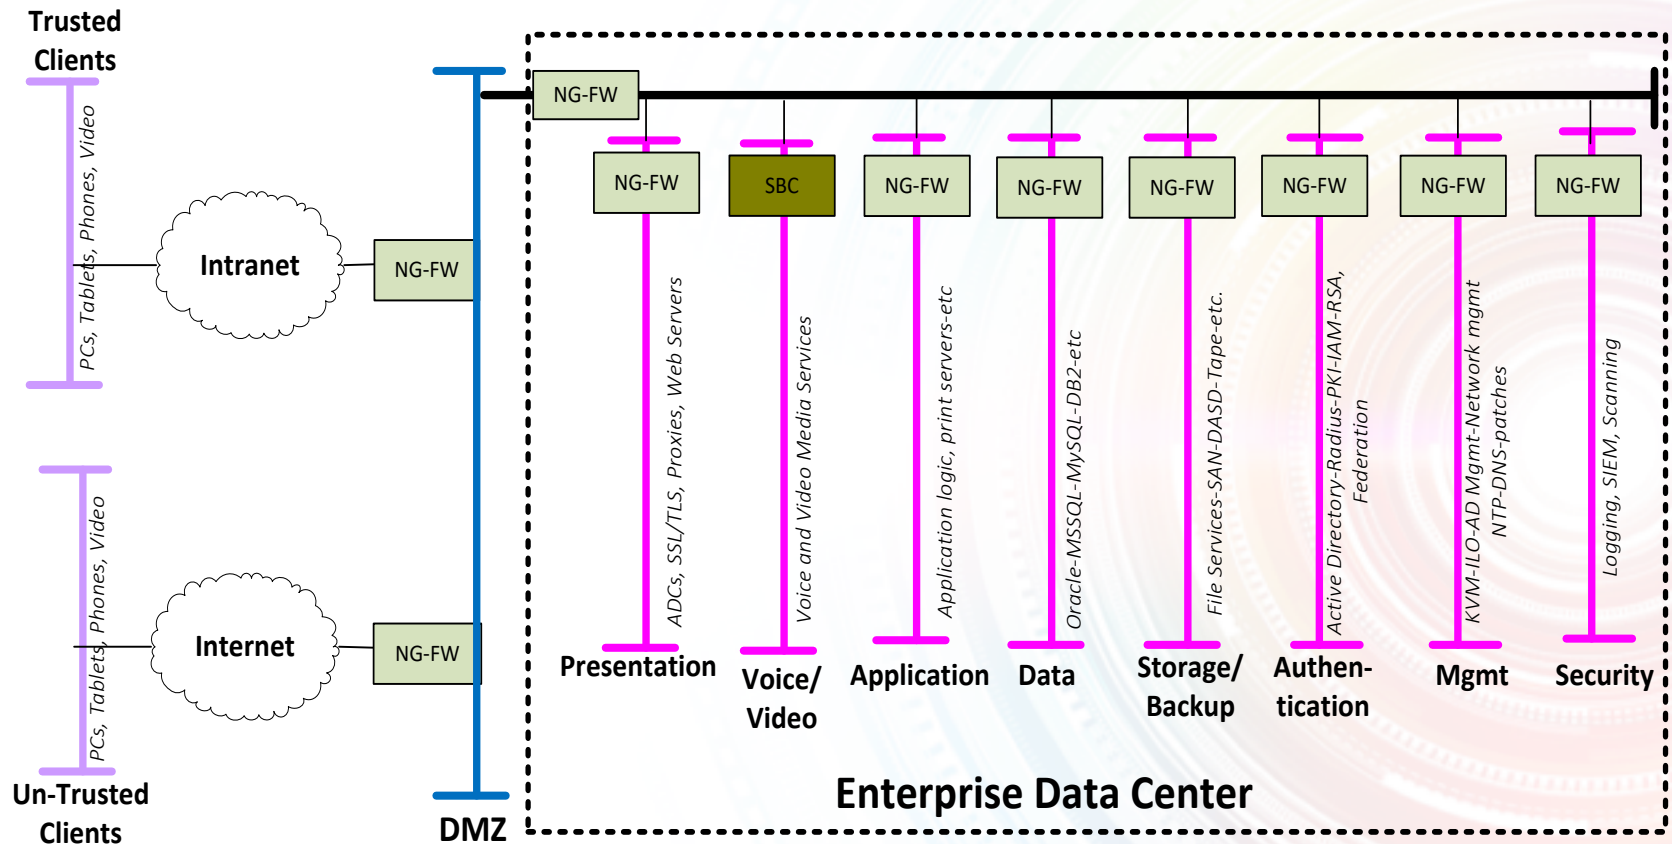 Trusted
Clients
PCs, Tablets, Phones, Video
Intranet
NG-FW
Un-Trusted
Clients
PCs, Tablets, Phones, Video
Internet
NG-FW
DMZ
NG-FW
NG-FW
ADCs, SSL/TLS, Proxies, Web Servers
Presentation
SBC
Voice and Video Media Services
Voice/
Video
NG-FW
Application logic, print servers-etc
Application
NG-FW
Oracle-MSSQL-MySQL-DB2-etc
Data
NG-FW
File Services-SAN-DASD-Tape-etc.
Storage/
Backup
NG-FW
Active Directory-Radius-PKI-IAM-RSA,
Federation
Authen-
tication
NG-FW
KVM-ILO-AD Mgmt-Network mgmt
NTP-DNS-patches
Mgmt
NG-FW
Logging, SIEM, Scanning
Security
Enterprise Data Center